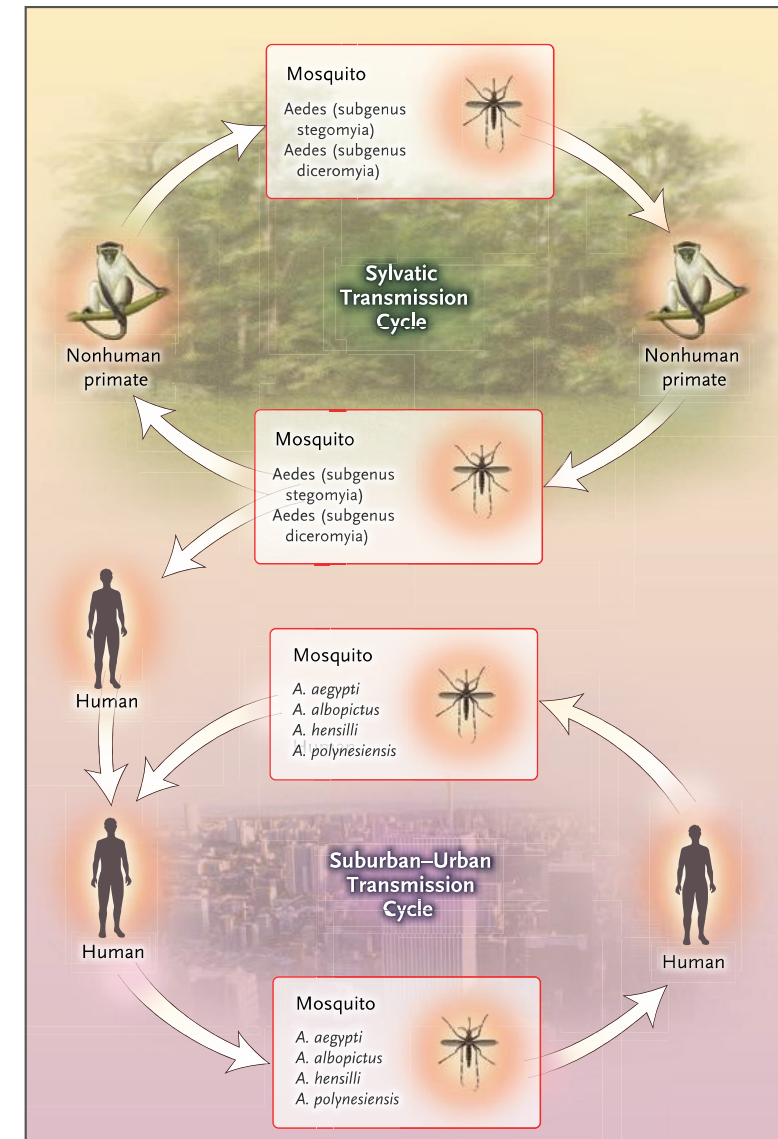 Mosquito
Aedes (subgenus
stegomyia)
Aedes (subgenus
diceromyia)
Sylvatic
Transmission
Cycle
Nonhuman
primate
Nonhuman
primate
Mosquito
Aedes (subgenus
stegomyia)
Aedes (subgenus
diceromyia)
Human
Mosquito
A. aegypti
A. albopictus
A. hensilli
A. polynesiensis
Suburban–Urban
Transmission
Cycle
Human
Human
Mosquito
A. aegypti
A. albopictus
A. hensilli
A. polynesiensis